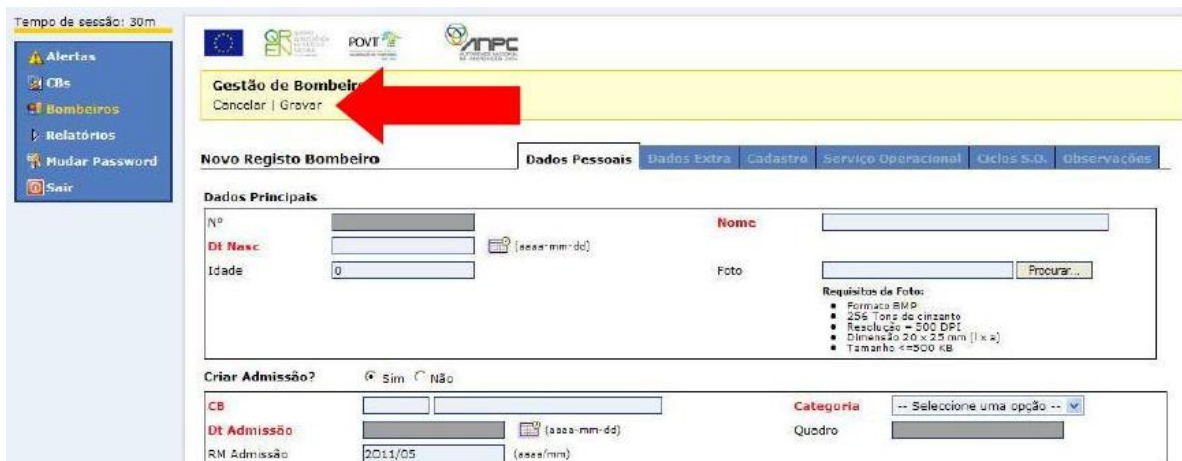 Tempo de sessão: 30m
Alertas
CBs
Bombeiros
Relatórios
Mudar Password
Sair
QREN
POVT
ANPC
Gestão de Bombeir
Cancelar | Gravar
Novo Registo Bombeiro
Dados Pessoais
Dados Extra
Cadastro
Serviço Operacional
Ciclos S.O.
Observações
Dados Principais
Nº
Nome
Dt Nasc
(aaaa-mm-dd)
Idade
0
Foto
Procurar...
Requisitos da Foto:
Formato BMP
256 Tons de cinzanto
Resolução = 500 DPI
Dimensão 20 x 25 mm (l x a)
Tamanho <=500 KB
Criar Admissão?
Sim
Não
CB
Categoria
-- Seleccione uma opção --
Dt Admissão
(aaaa-mm-dd)
Quadro
RM Admissão
2011/05
(aaaa/mm)